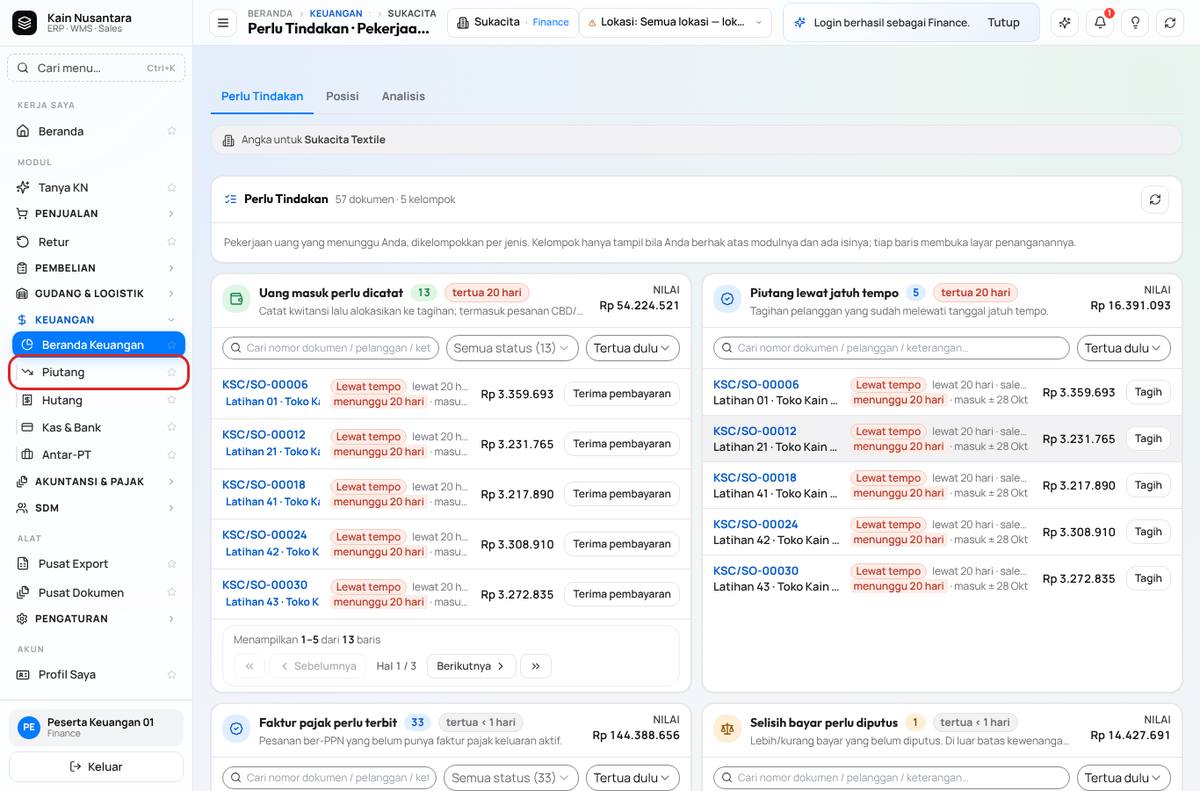 Kain Nusantara
ERP · WMS · Sales
Cari menu... Ctrl+K
KERJA SAYA
Beranda
MODUL
Tanya KN
PENJUALAN
Retur
PEMBELIAN
GUDANG & LOGISTIK
KEUANGAN
Beranda Keuangan
Piutang
Hutang
Kas & Bank
Antar-PT
AKUNTANSI & PAJAK
SDM
ALAT
Pusat Export
Pusat Dokumen
PENGATURAN
AKUN
Profil Saya
PE Peserta Keuangan 01
Finance
Keluar
BERANDA › KEUANGAN › SUKACITA
Perlu Tindakan · Pekerjaa...
Sukacita · Finance
Lokasi: Semua lokasi — lok...
Login berhasil sebagai Finance. Tutup
1
Perlu Tindakan Posisi Analisis
Angka untuk Sukacita Textile
Perlu Tindakan 57 dokumen · 5 kelompok
Pekerjaan uang yang menunggu Anda, dikelompokkan per jenis. Kelompok hanya tampil bila Anda berhak atas modulnya dan ada isinya; tiap baris membuka layar penanganannya.
Uang masuk perlu dicatat 13 tertua 20 hari NILAI
Catat kwitansi lalu alokasikan ke tagihan; termasuk pesanan CBD/... Rp 54.224.521
Cari nomor dokumen / pelanggan / ket Semua status (13) Tertua dulu
KSC/SO-00006 Lewat tempo lewat 20 h... Rp 3.359.693 Terima pembayaran
Latihan 01 · Toko Ka menunggu 20 hari · masu...
KSC/SO-00012 Lewat tempo lewat 20 h... Rp 3.231.765 Terima pembayaran
Latihan 21 · Toko Ka menunggu 20 hari · masu...
KSC/SO-00018 Lewat tempo lewat 20 h... Rp 3.217.890 Terima pembayaran
Latihan 41 · Toko Ka menunggu 20 hari · masu...
KSC/SO-00024 Lewat tempo lewat 20 h... Rp 3.308.910 Terima pembayaran
Latihan 42 · Toko K menunggu 20 hari · masu...
KSC/SO-00030 Lewat tempo lewat 20 h... Rp 3.272.835 Terima pembayaran
Latihan 43 · Toko K menunggu 20 hari · masu...
Menampilkan 1–5 dari 13 baris
« ‹ Sebelumnya Hal 1 / 3 Berikutnya › »
Piutang lewat jatuh tempo 5 tertua 20 hari NILAI
Tagihan pelanggan yang sudah melewati tanggal jatuh tempo. Rp 16.391.093
Cari nomor dokumen / pelanggan / keterangan... Tertua dulu
KSC/SO-00006 Lewat tempo lewat 20 hari · sale... Rp 3.359.693 Tagih
Latihan 01 · Toko Kain ... menunggu 20 hari · masuk ± 28 Okt
KSC/SO-00012 Lewat tempo lewat 20 hari · sale... Rp 3.231.765 Tagih
Latihan 21 · Toko Kain ... menunggu 20 hari · masuk ± 28 Okt
KSC/SO-00018 Lewat tempo lewat 20 hari · sale... Rp 3.217.890 Tagih
Latihan 41 · Toko Kain ... menunggu 20 hari · masuk ± 28 Okt
KSC/SO-00024 Lewat tempo lewat 20 hari · sale... Rp 3.308.910 Tagih
Latihan 42 · Toko Kain ... menunggu 20 hari · masuk ± 28 Okt
KSC/SO-00030 Lewat tempo lewat 20 hari · sale... Rp 3.272.835 Tagih
Latihan 43 · Toko Kain ... menunggu 20 hari · masuk ± 28 Okt
Faktur pajak perlu terbit 33 tertua < 1 hari NILAI
Pesanan ber-PPN yang belum punya faktur pajak keluaran aktif. Rp 144.388.656
Cari nomor dokumen / pelanggan / ket Semua status (33) Tertua dulu
Selisih bayar perlu diputus 1 tertua < 1 hari NILAI
Lebih/kurang bayar yang belum diputus. Di luar batas kewenanga... Rp 14.427.691
Cari nomor dokumen / pelanggan / keterangan... Tertua dulu